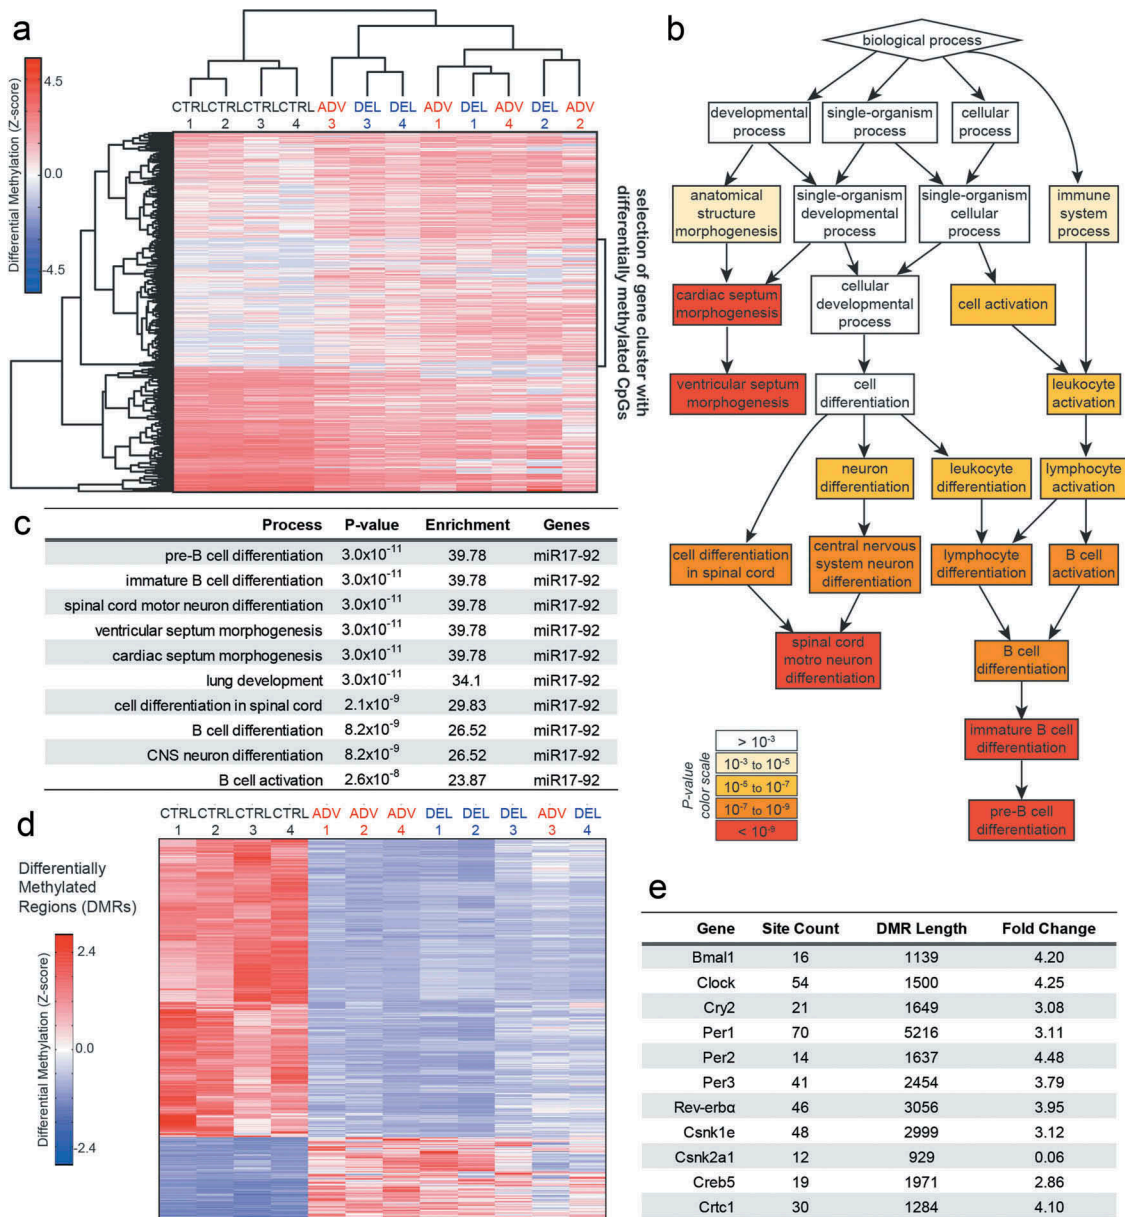 a
Differential Methylation (Z-score)
4.5
0.0
-4.5
CTRL CTRL CTRL CTRL ADV DEL DEL ADV DEL ADV DEL ADV
1 2 3 4 3 3 4 1 1 4 2 2
selection of gene cluster with
differentially methylated CpGs
b
biological process
developmental
process
single-organism
process
cellular
process
anatomical
structure
morphogenesis
single-organism
developmental
process
single-organism
cellular
process
immune
system
process
cardiac septum
morphogenesis
cellular
developmental
process
cell activation
ventricular septum
morphogenesis
cell
differentiation
leukocyte
activation
neuron
differentiation
leukocyte
differentiation
lymphocyte
activation
cell differentiation
in spinal cord
central nervous
system neuron
differentiation
lymphocyte
differentiation
B cell
activation
spinal cord
motro neuron
differentiation
B cell
differentiation
immature B cell
differentiation
pre-B cell
differentiation
P-value
color scale
> 10-3
10-3 to 10-5
10-5 to 10-7
10-7 to 10-9
< 10-9
c
Process P-value Enrichment Genes
pre-B cell differentiation 3.0x10-11 39.78 miR17-92
immature B cell differentiation 3.0x10-11 39.78 miR17-92
spinal cord motor neuron differentiation 3.0x10-11 39.78 miR17-92
ventricular septum morphogenesis 3.0x10-11 39.78 miR17-92
cardiac septum morphogenesis 3.0x10-11 39.78 miR17-92
lung development 3.0x10-11 34.1 miR17-92
cell differentiation in spinal cord 2.1x10-9 29.83 miR17-92
B cell differentiation 8.2x10-9 26.52 miR17-92
CNS neuron differentiation 8.2x10-9 26.52 miR17-92
B cell activation 2.6x10-8 23.87 miR17-92
d
CTRL CTRL CTRL CTRL ADV ADV ADV DEL DEL DEL ADV DEL
1 2 3 4 1 2 4 1 2 3 3 4
Differentially
Methylated
Regions (DMRs)
Differential Methylation (Z-score)
2.4
0.0
-2.4
e
Gene Site Count DMR Length Fold Change
Bmal1 16 1139 4.20
Clock 54 1500 4.25
Cry2 21 1649 3.08
Per1 70 5216 3.11
Per2 14 1637 4.48
Per3 41 2454 3.79
Rev-erbα 46 3056 3.95
Csnk1e 48 2999 3.12
Csnk2a1 12 929 0.06
Creb5 19 1971 2.86
Crtc1 30 1284 4.10